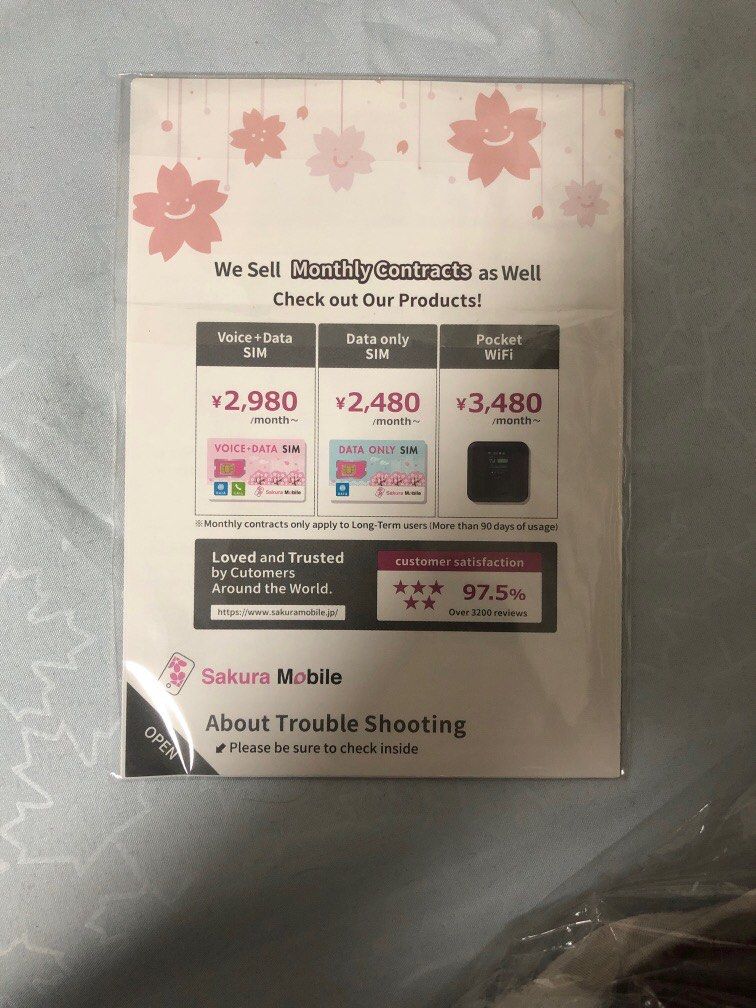 We Sell Monthly Contracts as Well
Check out Our Products!
Voice+Data
SIM
¥2,980
/month～
VOICE+DATA SIM
DATA
CALL
Sakura Mobile
Data only
SIM
¥2,480
/month～
DATA ONLY SIM
DATA
Sakura Mobile
Pocket
WiFi
¥3,480
/month～
※Monthly contracts only apply to Long-Term users (More than 90 days of usage)
Loved and Trusted
by Cutomers
Around the World.
https://www.sakuramobile.jp/
customer satisfaction
★★★
★★
97.5%
Over 3200 reviews
Sakura Mobile
OPEN
About Trouble Shooting
Please be sure to check inside